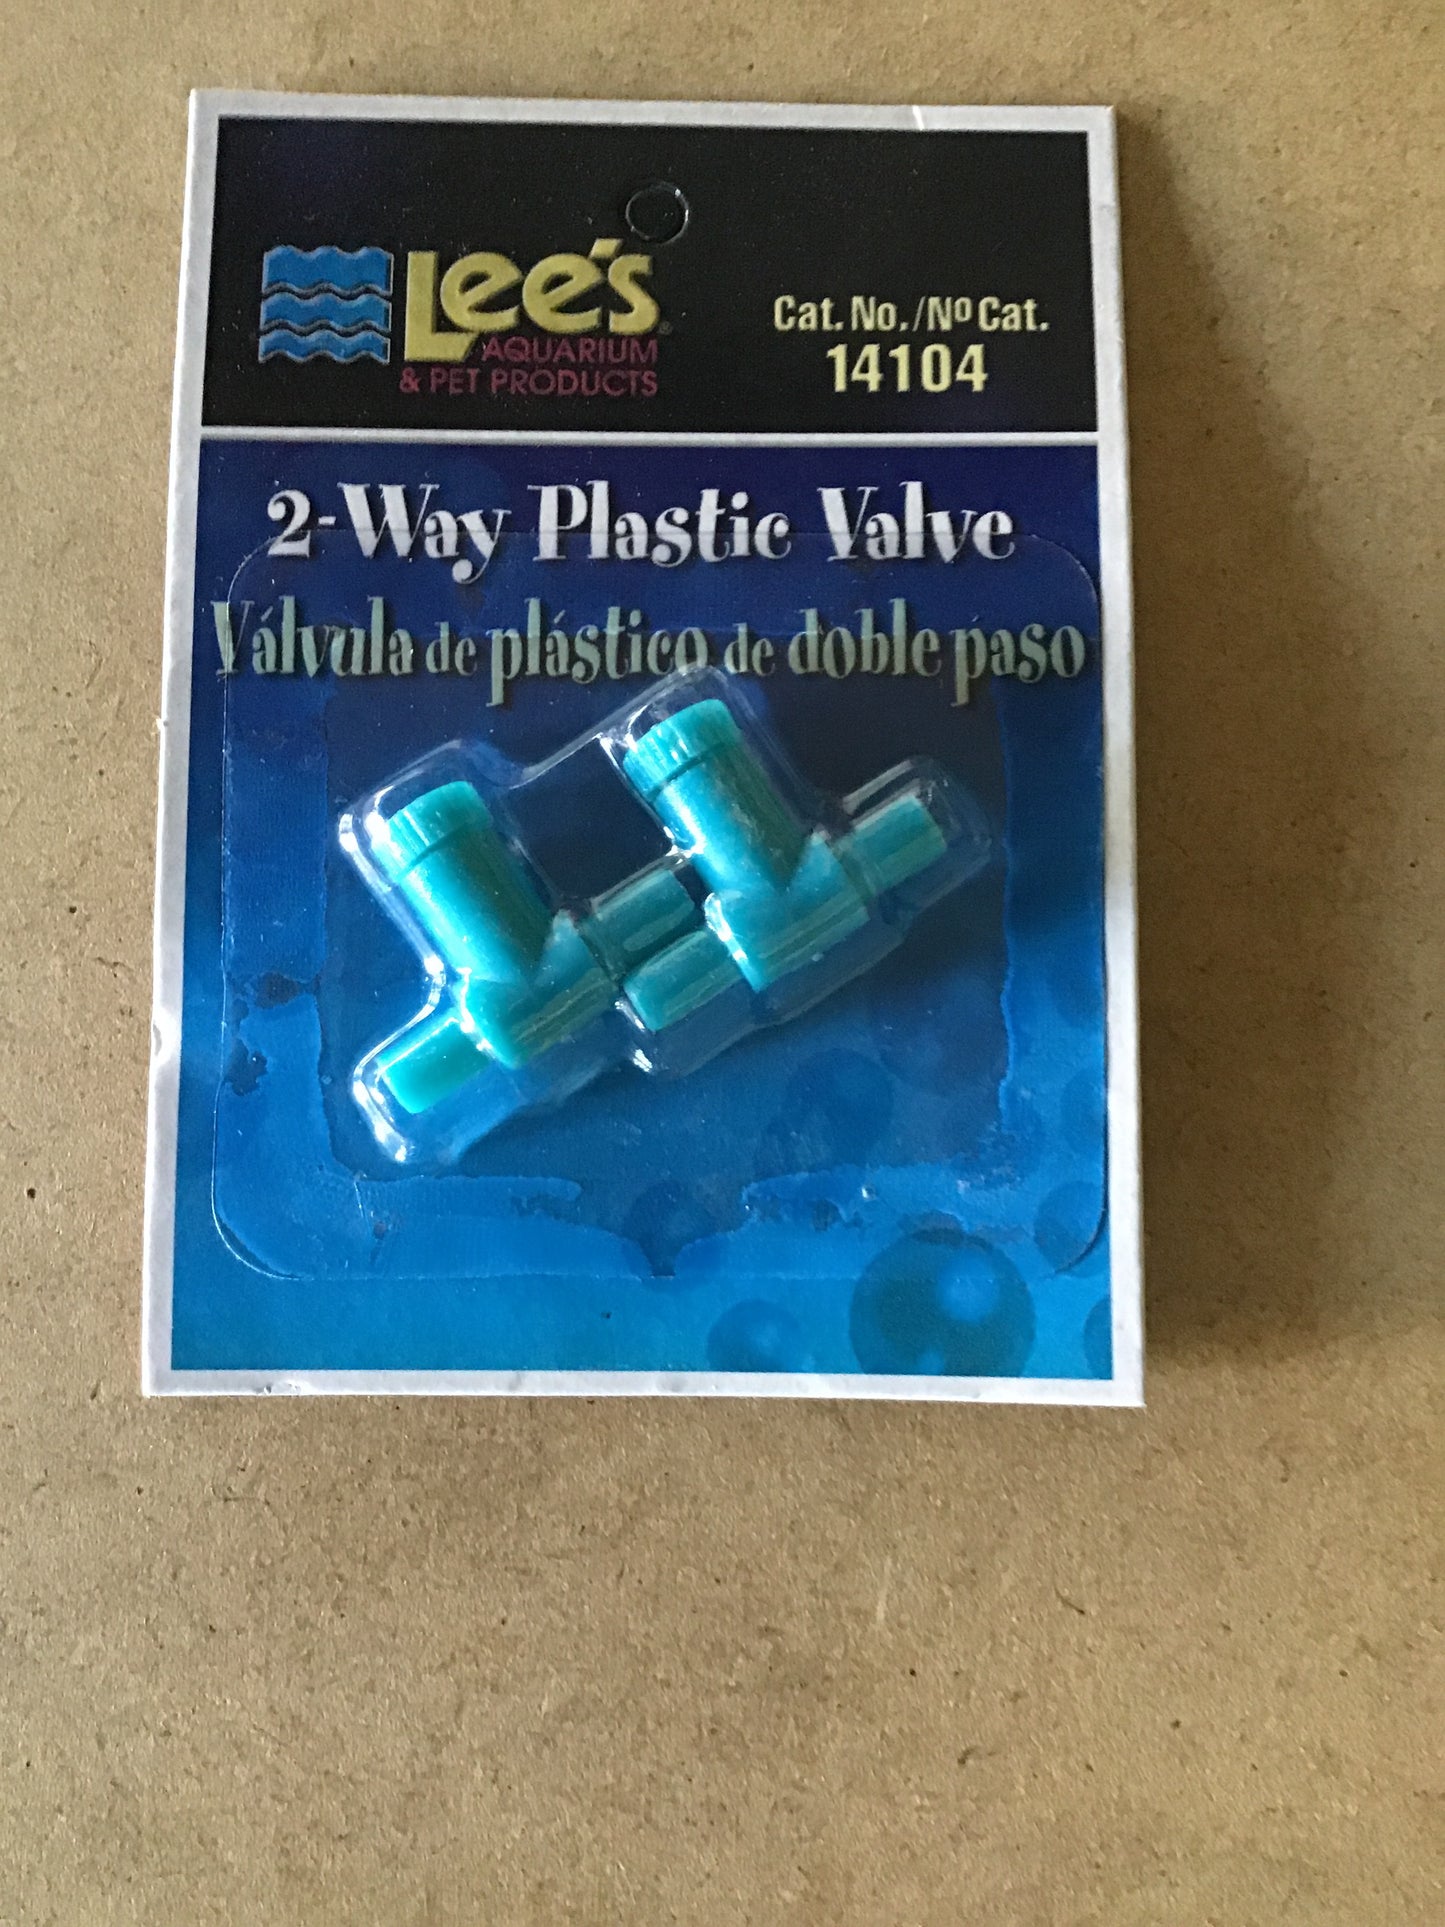 Lee's®
AQUARIUM
& PET PRODUCTS
Cat. No./Nº Cat.
14104
2-Way Plastic Valve
Válvula de plástico de doble paso